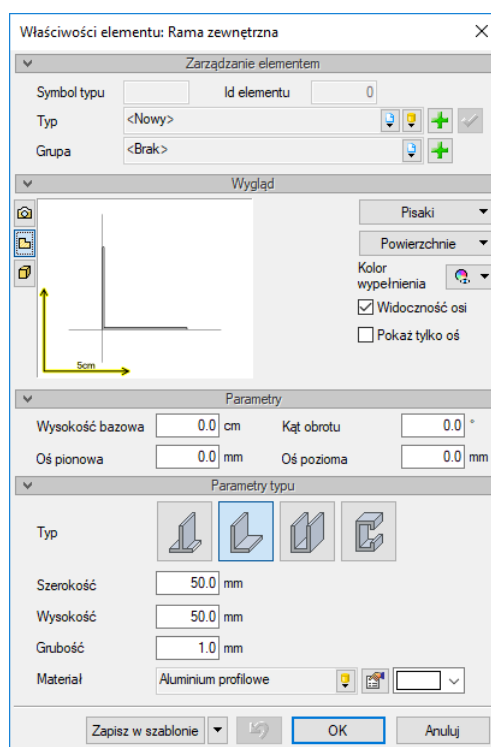 Właściwości elementu: Rama zewnętrzna
Zarządzanie elementem
Symbol typu Id elementu 0
Typ <Nowy>
Grupa <Brak>
Wygląd
Pisaki
Powierzchnie
Kolor
wypełnienia
Widoczność osi
Pokaż tylko oś
5cm
Parametry
Wysokość bazowa 0.0 cm Kąt obrotu 0.0 °
Oś pionowa 0.0 mm Oś pozioma 0.0 mm
Parametry typu
Typ
Szerokość 50.0 mm
Wysokość 50.0 mm
Grubość 1.0 mm
Materiał Aluminium profilowe
Zapisz w szablonie OK Anuluj